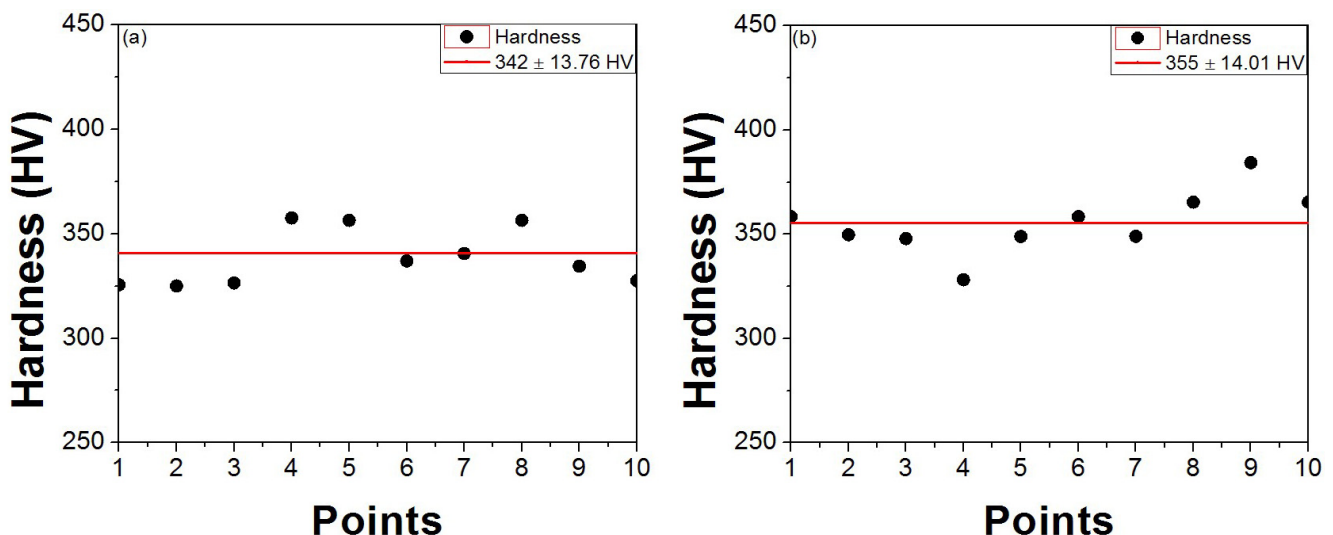 (a)
Hardness
342 ± 13.76 HV
450
400
350
300
250
Hardness (HV)
1 2 3 4 5 6 7 8 9 10
Points
(b)
Hardness
355 ± 14.01 HV
450
400
350
300
250
Hardness (HV)
1 2 3 4 5 6 7 8 9 10
Points